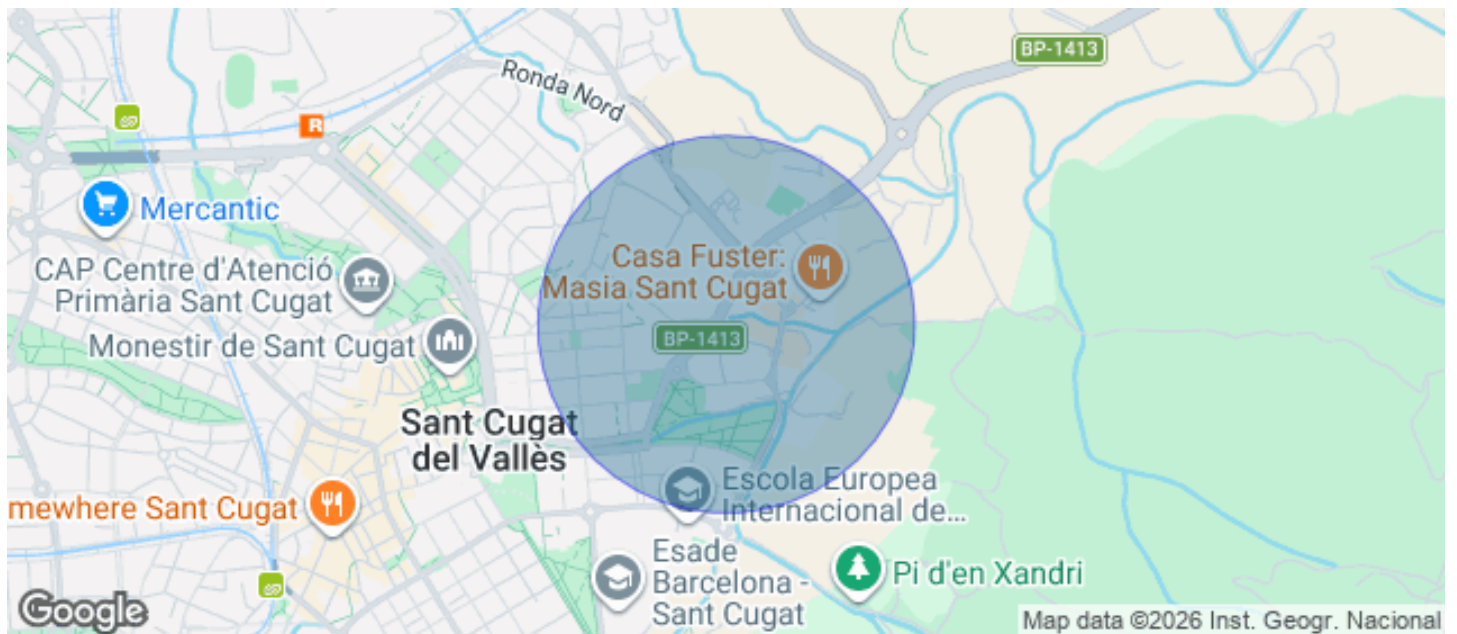 BP-1413
Ronda Nord
R
Mercantic
Casa Fuster:
Masia Sant Cugat
CAP Centre d'Atenció
Primària Sant Cugat
Monestir de Sant Cugat
BP-1413
Sant Cugat
del Vallès
Escola Europea
Internacional de...
mewhere Sant Cugat
Esade
Barcelona -
Sant Cugat
Pi d'en Xandri
Google
Map data ©2026 Inst. Geogr. Nacional